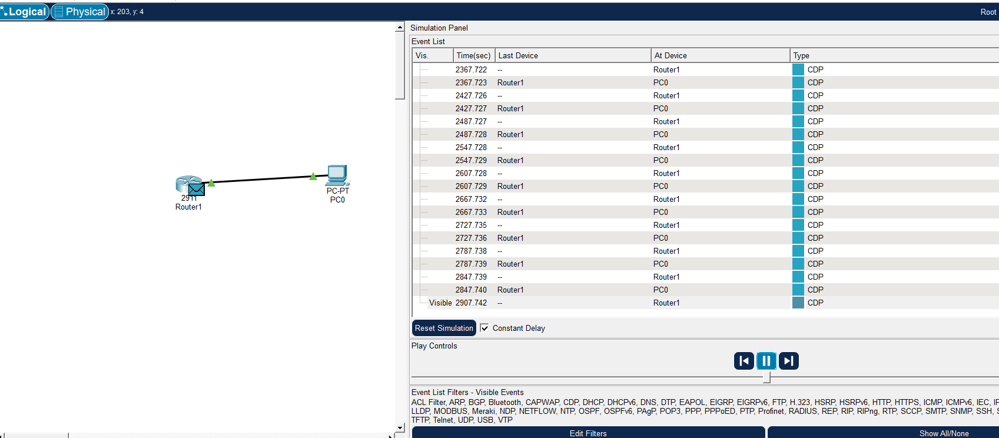 Logical Physical x: 203, y: 4 Root
Simulation Panel
Event List
Vis. Time(sec) Last Device At Device Type
2367.722 -- Router1 CDP
2367.723 Router1 PC0 CDP
2427.726 -- Router1 CDP
2427.727 Router1 PC0 CDP
2487.727 -- Router1 CDP
2487.728 Router1 PC0 CDP
2547.728 -- Router1 CDP
2547.729 Router1 PC0 CDP
2607.728 -- Router1 CDP
2607.729 Router1 PC0 CDP
2667.732 -- Router1 CDP
2667.733 Router1 PC0 CDP
2727.735 -- Router1 CDP
2727.736 Router1 PC0 CDP
2787.738 -- Router1 CDP
2787.739 Router1 PC0 CDP
2847.739 -- Router1 CDP
2847.740 Router1 PC0 CDP
Visible 2907.742 -- Router1 CDP
2911
Router1
PC-PT
PC0
Reset Simulation Constant Delay
Play Controls
Event List Filters - Visible Events
ACL Filter, ARP, BGP, Bluetooth, CAPWAP, CDP, DHCP, DHCPv6, DNS, DTP, EAPOL, EIGRP, EIGRPv6, FTP, H.323, HSRP, HSRPv6, HTTP, HTTPS, ICMP, ICMPv6, IEC,
LLDP, MODBUS, Meraki, NDP, NETFLOW, NTP, OSPF, OSPFv6, PAgP, POP3, PPP, PPPoED, PTP, Profinet, RADIUS, REP, RIP, RIPng, RTP, SCCP, SMTP, SNMP, SSH,
TFTP, Telnet, UDP, USB, VTP
Edit Filters Show All/None